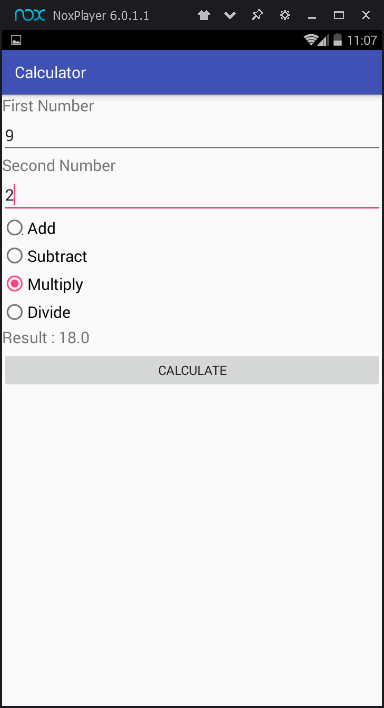 nox NoxPlayer 6.0.1.1
11:07
Calculator
First Number
9
Second Number
2
Add
Subtract
Multiply
Divide
Result : 18.0
CALCULATE